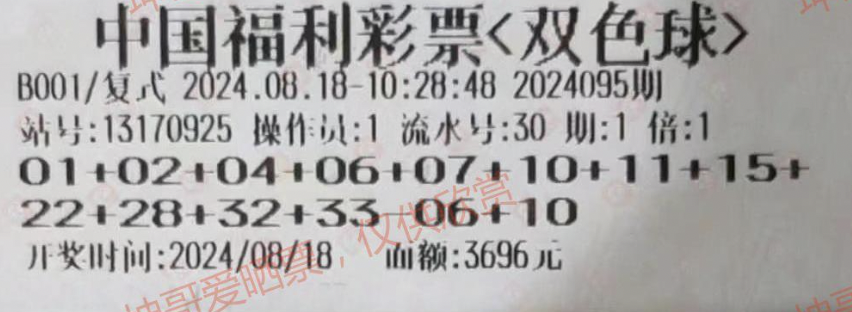 中国福利彩票<双色球>
B001/复式 2024.08.18-10:28:48 2024095期
站号:13170925 操作员:1 流水号:30 期:1 倍:1
01+02+04+06+07+10+11+15+
22+28+32+33-06+10
开奖时间:2024/08/18 面额:3696元
坤哥爱晒票,仅供欣赏